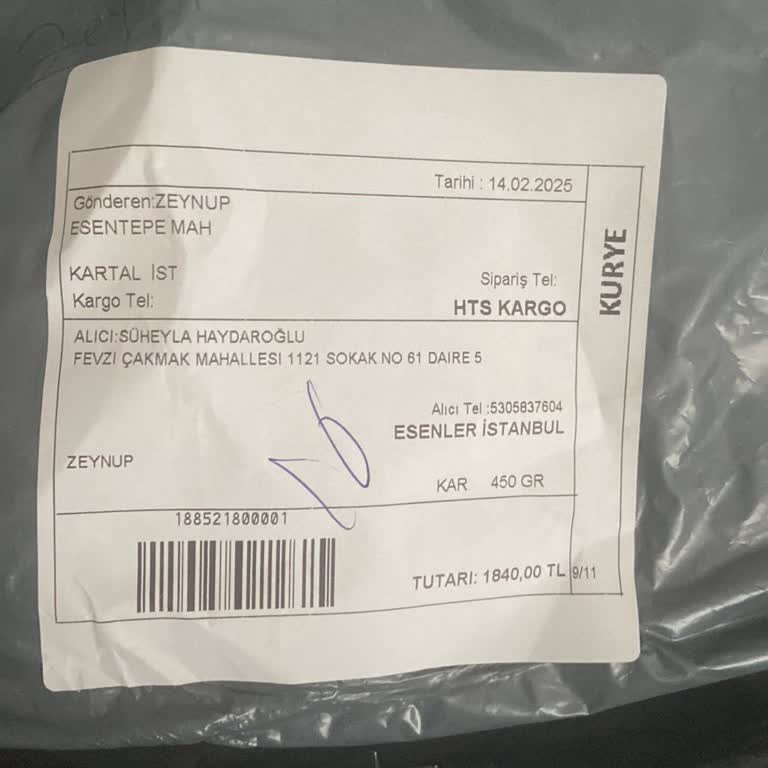 Tarihi : 14.02.2025
Gönderen:ZEYNUP
ESENTEPE MAH
KARTAL İST
Kargo Tel:
Sipariş Tel:
HTS KARGO
KURYE
ALICI:SÜHEYLA HAYDAROĞLU
FEVZİ ÇAKMAK MAHALLESI 1121 SOKAK NO 61 DAIRE 5
Alıcı Tel :5305837604
ESENLER İSTANBUL
ZEYNUP
KAR 450 GR
188521800001
TUTARI: 1840,00 TL
9/11